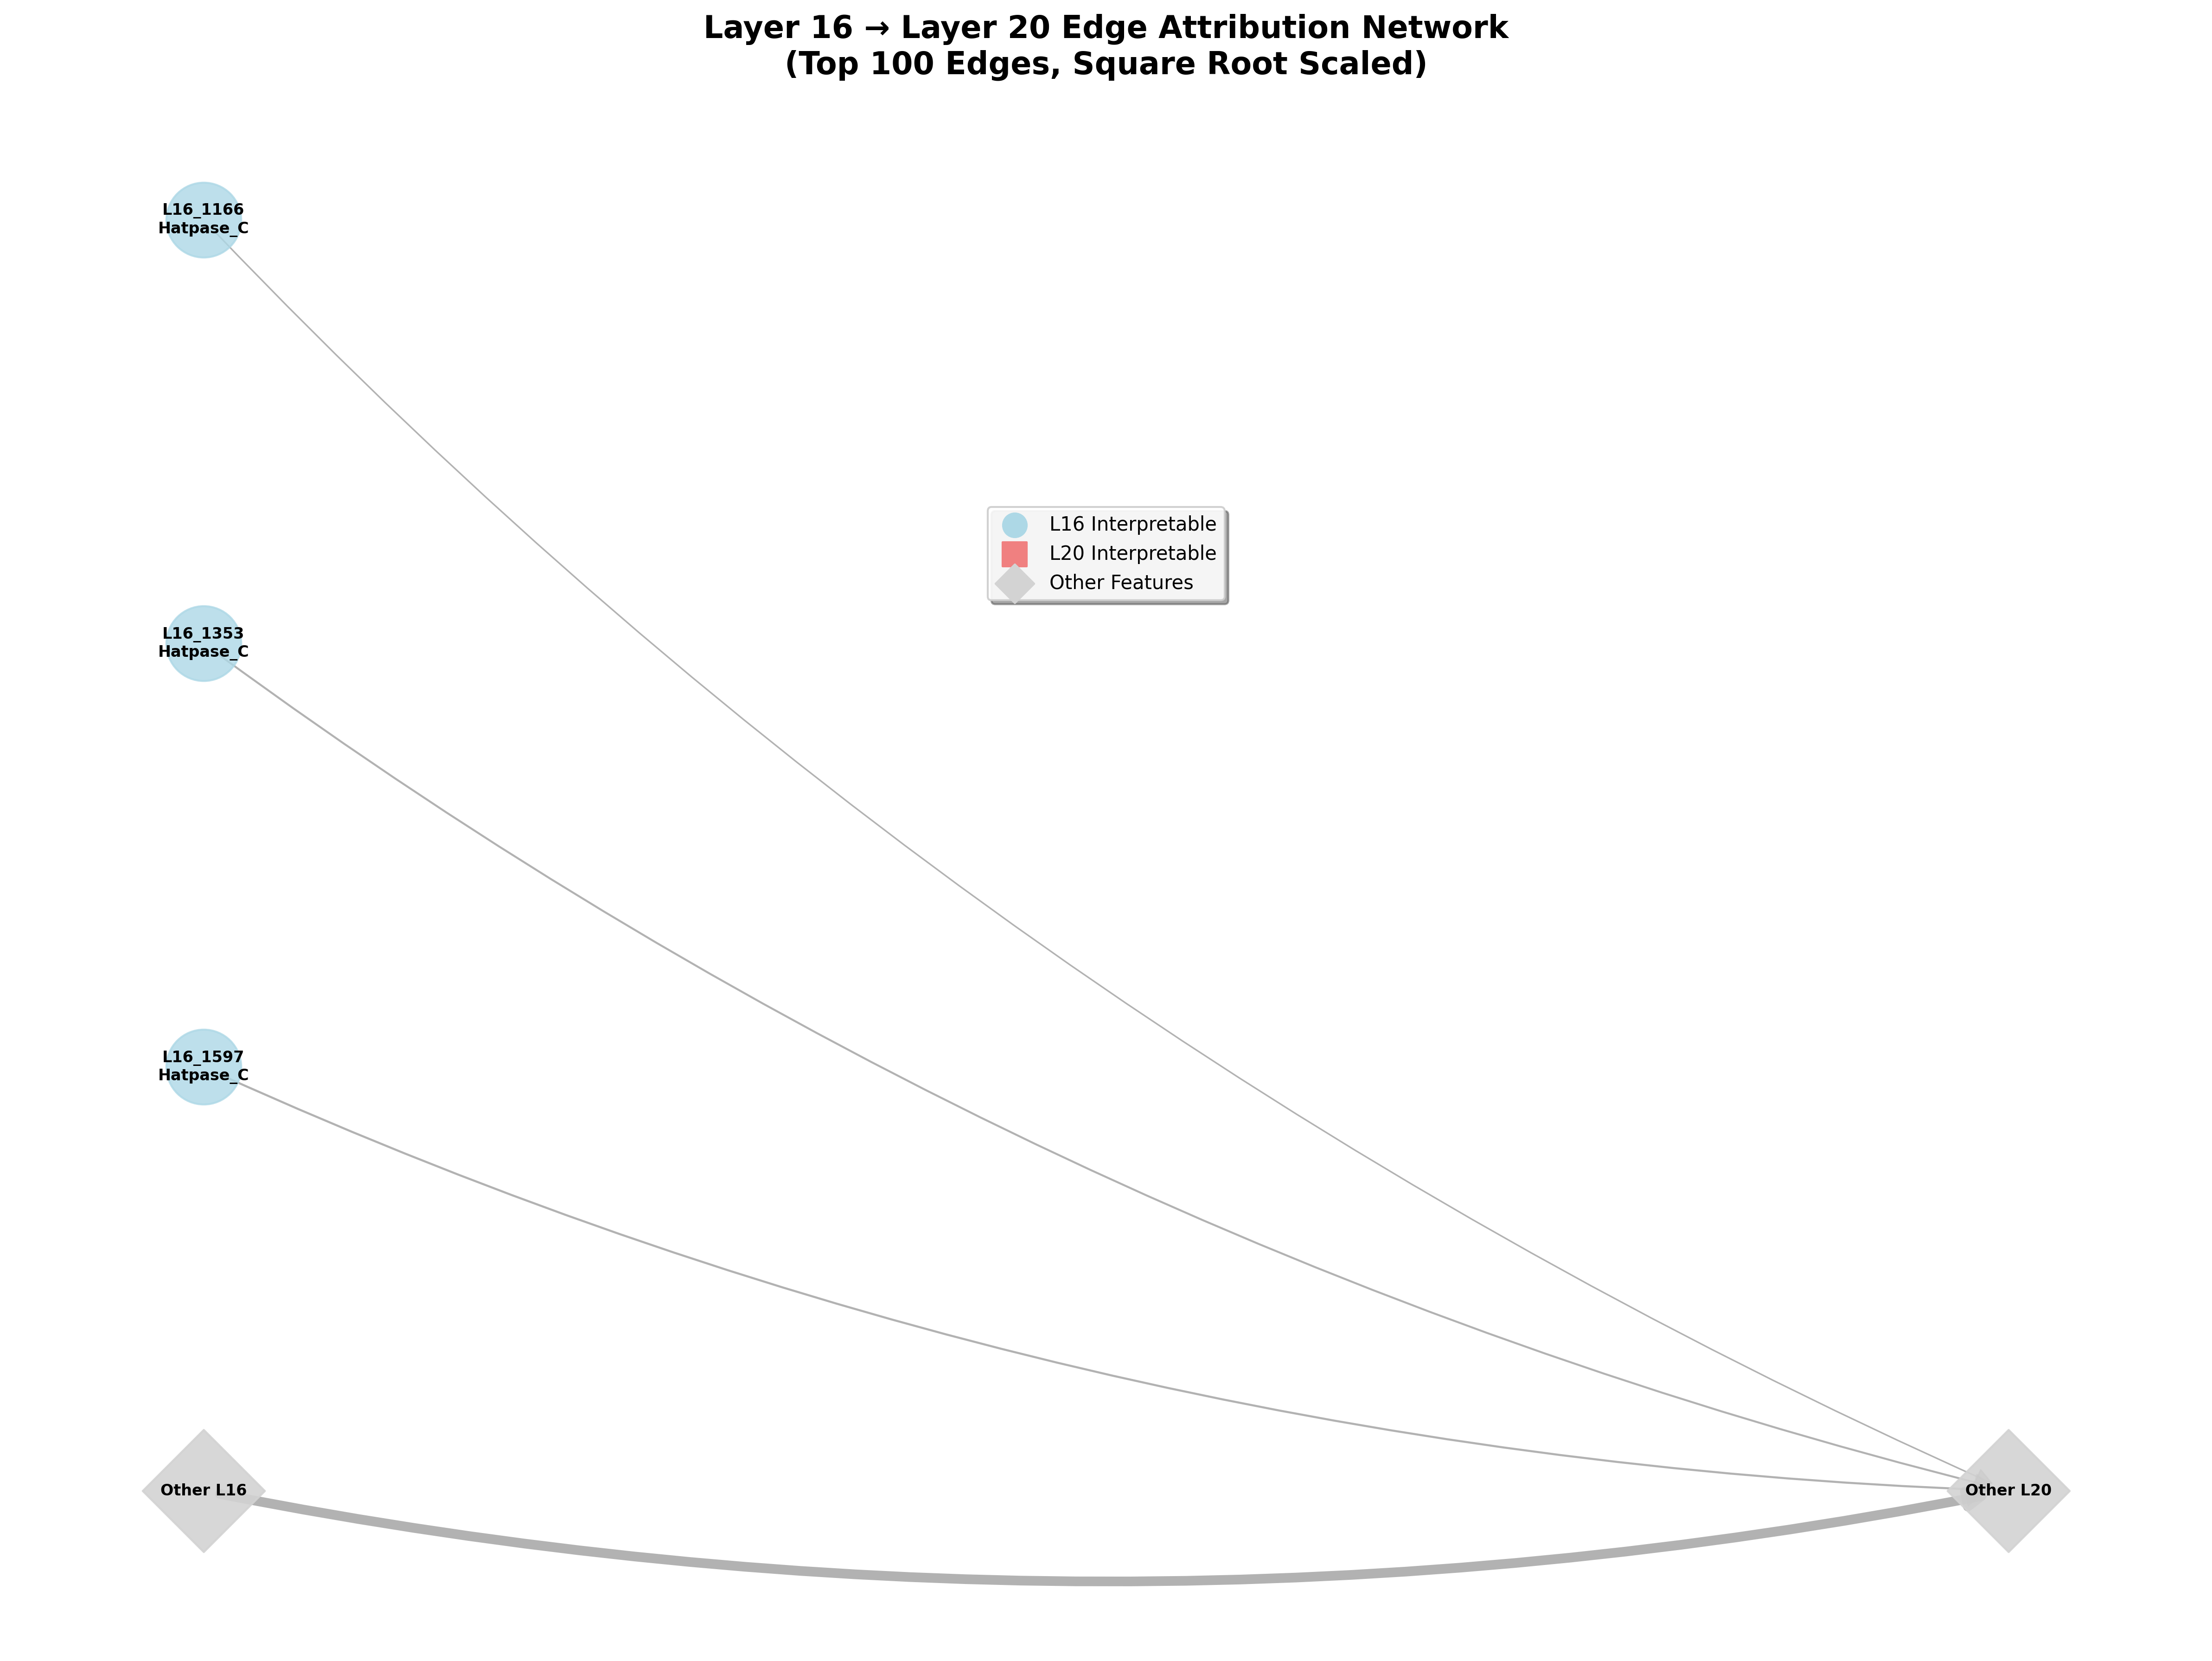 Layer 16 → Layer 20 Edge Attribution Network
(Top 100 Edges, Square Root Scaled)
L16_1166
Hatpase_C
L16 Interpretable
L20 Interpretable
Other Features
L16_1353
Hatpase_C
L16_1597
Hatpase_C
Other L16
Other L20